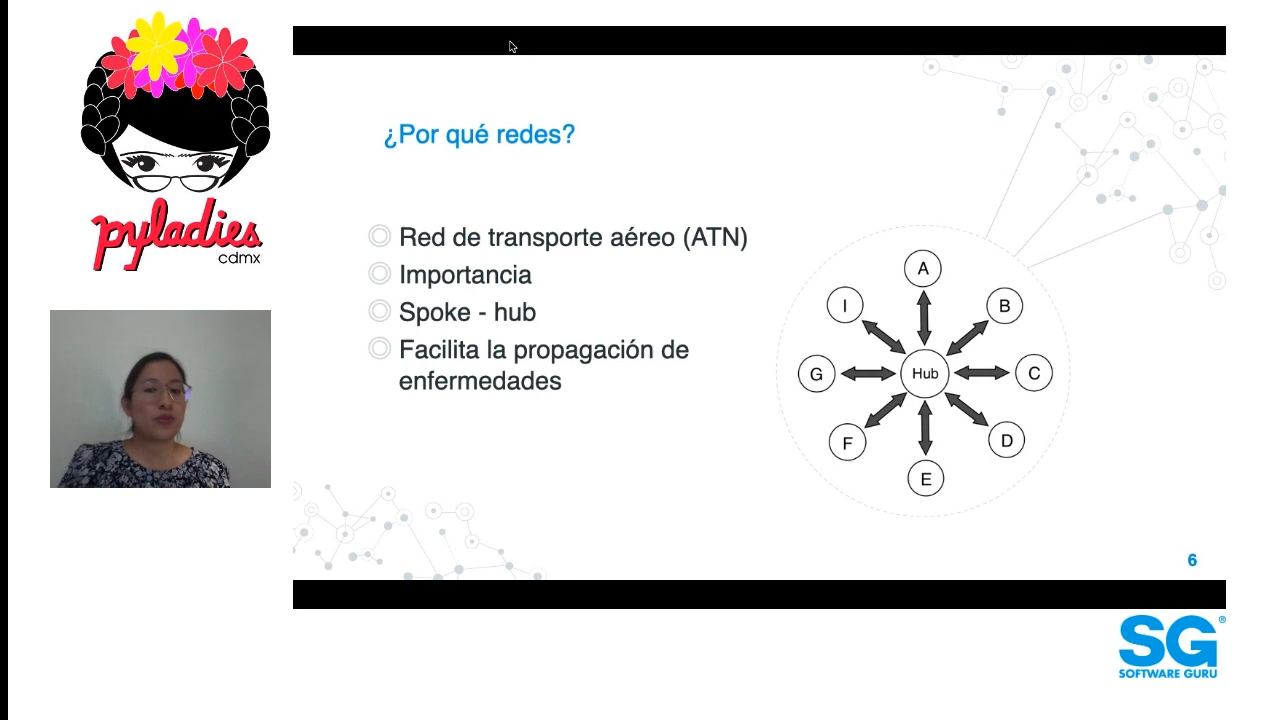 pyladies
cdmx
¿Por qué redes?
Red de transporte aéreo (ATN)
Importancia
Spoke - hub
Facilita la propagación de
enfermedades
A
I
B
G
Hub
C
F
D
E
6
SG®
SOFTWARE GURU